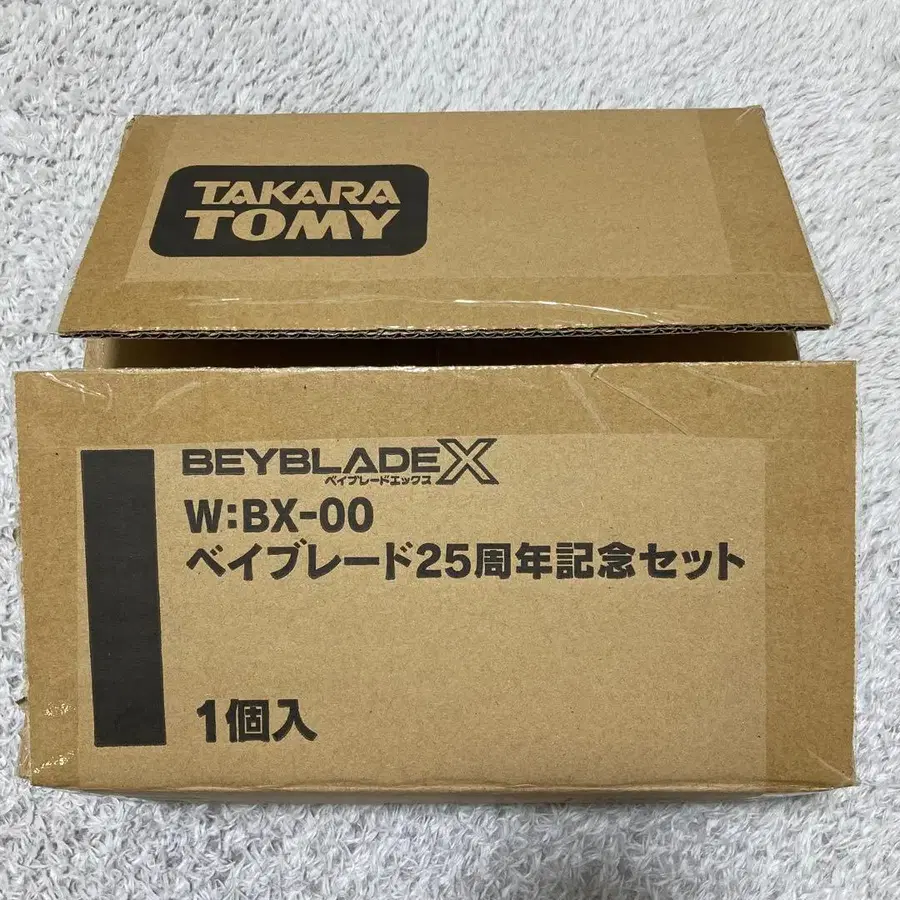 TAKARA
TOMY
BEYBLADE X
ベイブレードエックス
W:BX-00
ベイブレード25周年記念セット
1個入